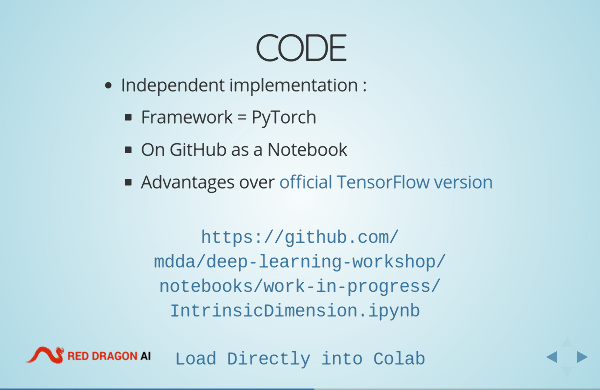 CODE
Independent implementation :
Framework = PyTorch
On GitHub as a Notebook
Advantages over official TensorFlow version
https://github.com/
mdda/deep-learning-workshop/
notebooks/work-in-progress/
IntrinsicDimension.ipynb
RED DRAGON AI
Load Directly into Colab